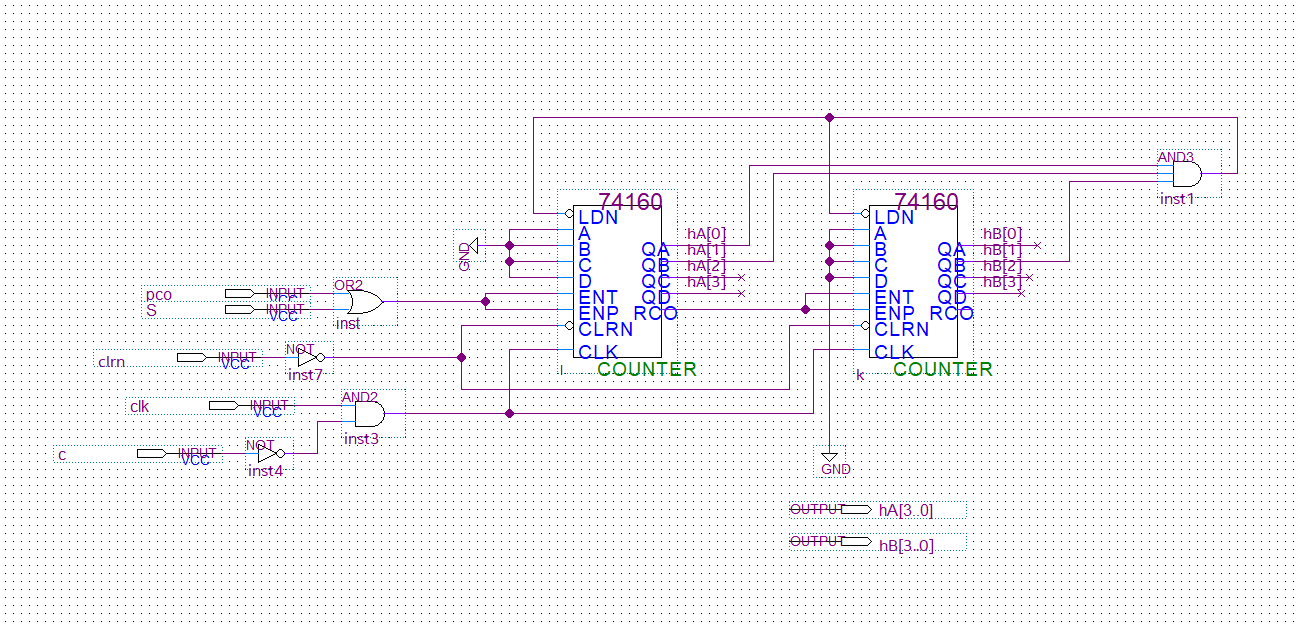 AND3
inst1
74160
COUNTER
LDN
A
B
C
D
ENT
ENP
CLRN
CLK
QA
QB
QC
QD
RCO
l
hA[0]
hA[1]
hA[2]
hA[3]
74160
COUNTER
LDN
A
B
C
D
ENT
ENP
CLRN
CLK
QA
QB
QC
QD
RCO
k
hB[0]
hB[1]
hB[2]
hB[3]
GND
OR2
pco INPUT
VCC
S INPUT
VCC
inst
NOT
clrn INPUT
VCC
inst7
AND2
clk INPUT
VCC
inst3
NOT
c INPUT
VCC
inst4
GND
OUTPUT hA[3..0]
OUTPUT hB[3..0]